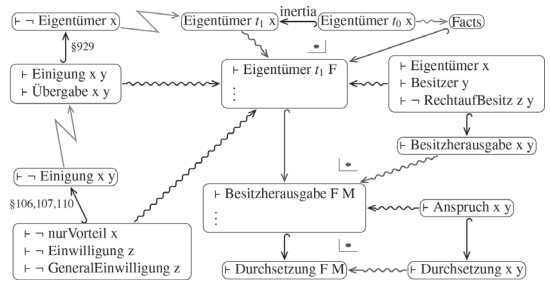 ⊢ ¬ Eigentümer x
Eigentümer t₁ x
inertia
Eigentümer t₀ x
Facts
§929
⊢ Einigung x y
⊢ Übergabe x y
⊢ Eigentümer t₁ F
⋮
⊢ Eigentümer x
⊢ Besitzer y
⊢ ¬ RechtaufBesitz z y
⊢ Besitzherausgabe x y
⊢ ¬ Einigung x y
§106,107,110
⊢ ¬ nurVorteil x
⊢ ¬ Einwilligung z
⊢ ¬ GeneralEinwilligung z
⊢ Besitzherausgabe F M
⋮
⊢ Anspruch x y
⊢ Durchsetzung F M
⊢ Durchsetzung x y